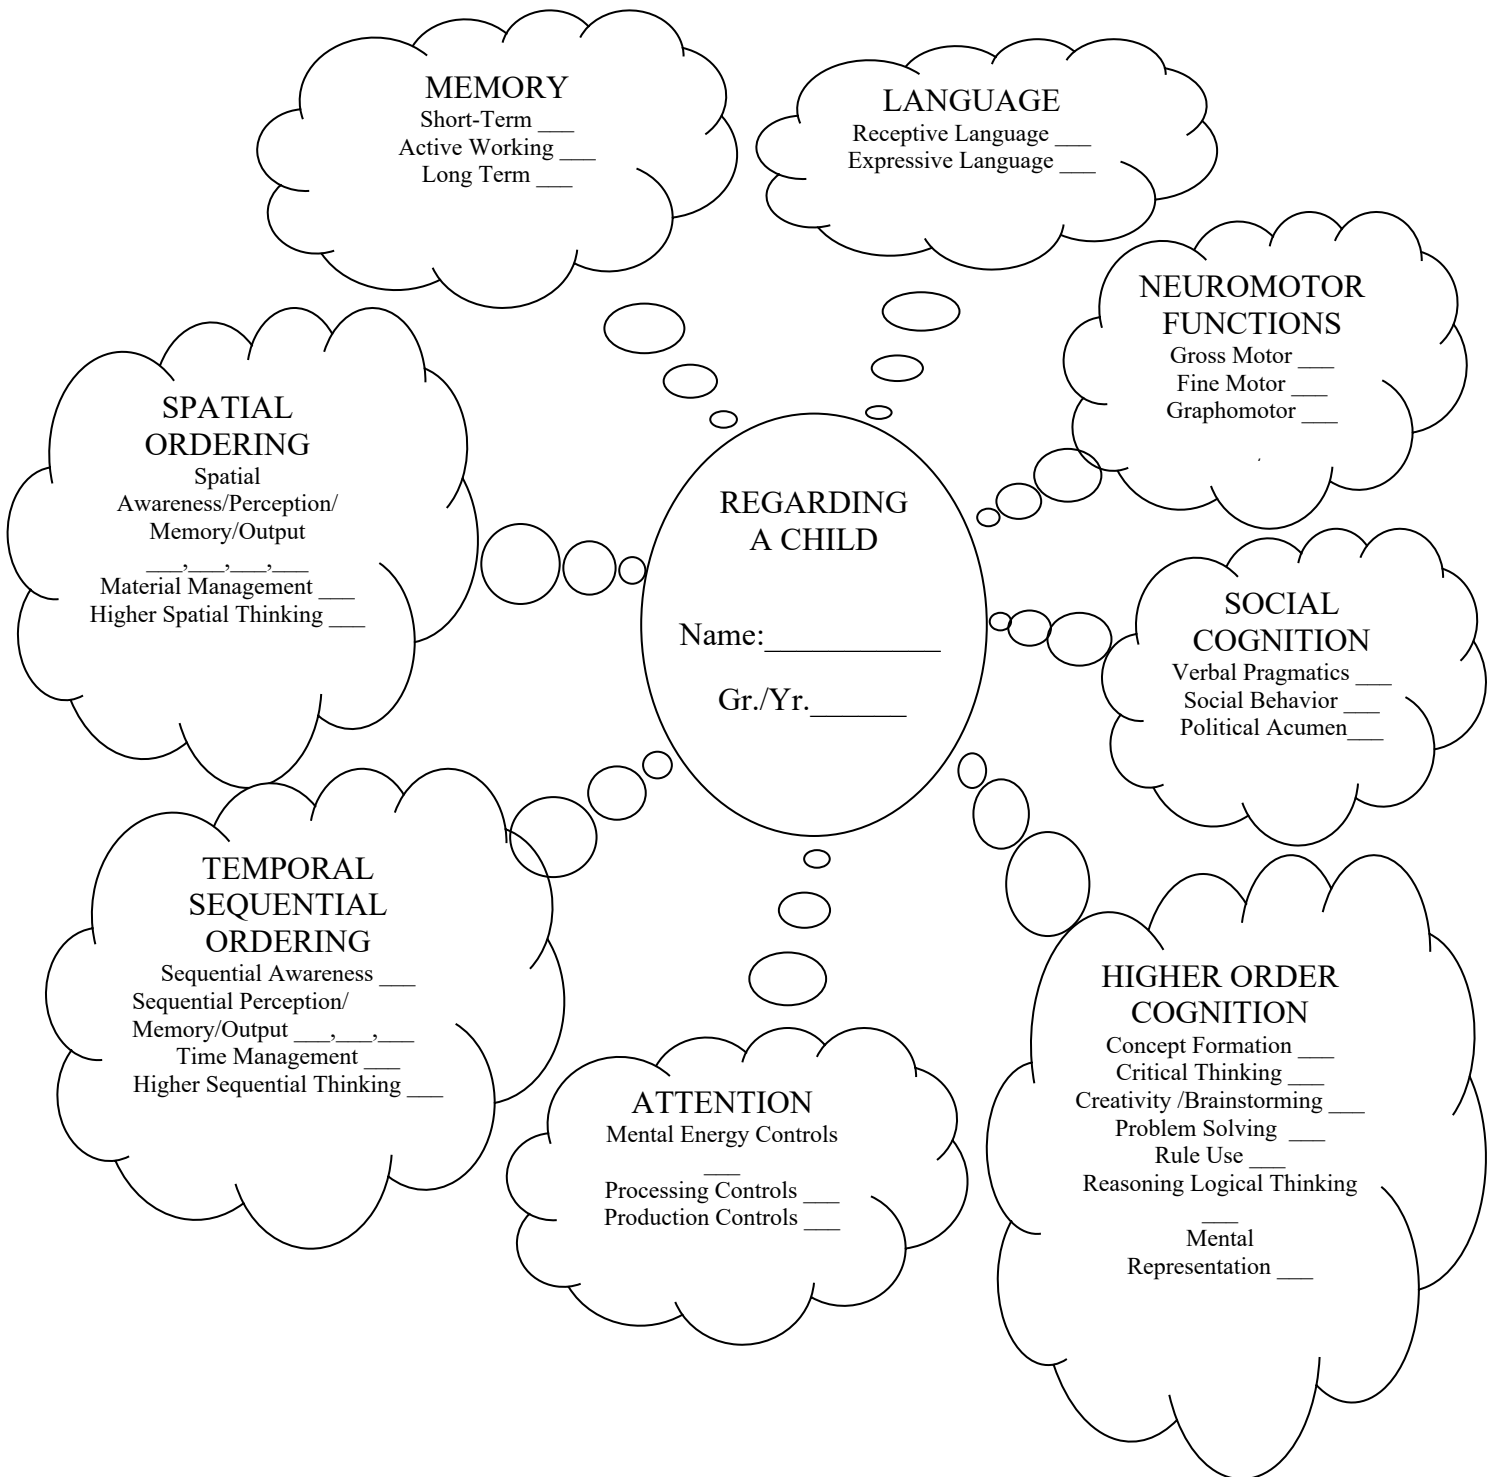 MEMORY
Short-Term ___
Active Working ___
Long Term ___
LANGUAGE
Receptive Language ___
Expressive Language ___
NEUROMOTOR
FUNCTIONS
Gross Motor ___
Fine Motor ___
Graphomotor ___
SPATIAL
ORDERING
Spatial
Awareness/Perception/
Memory/Output
___,___,___,___
Material Management ___
Higher Spatial Thinking ___
REGARDING
A CHILD
Name:___________
Gr./Yr.______
SOCIAL
COGNITION
Verbal Pragmatics ___
Social Behavior ___
Political Acumen___
TEMPORAL
SEQUENTIAL
ORDERING
Sequential Awareness ___
Sequential Perception/
Memory/Output ___,___,___
Time Management ___
Higher Sequential Thinking ___
ATTENTION
Mental Energy Controls
___
Processing Controls ___
Production Controls ___
HIGHER ORDER
COGNITION
Concept Formation ___
Critical Thinking ___
Creativity /Brainstorming ___
Problem Solving  ___
Rule Use ___
Reasoning Logical Thinking
___
Mental
Representation ___